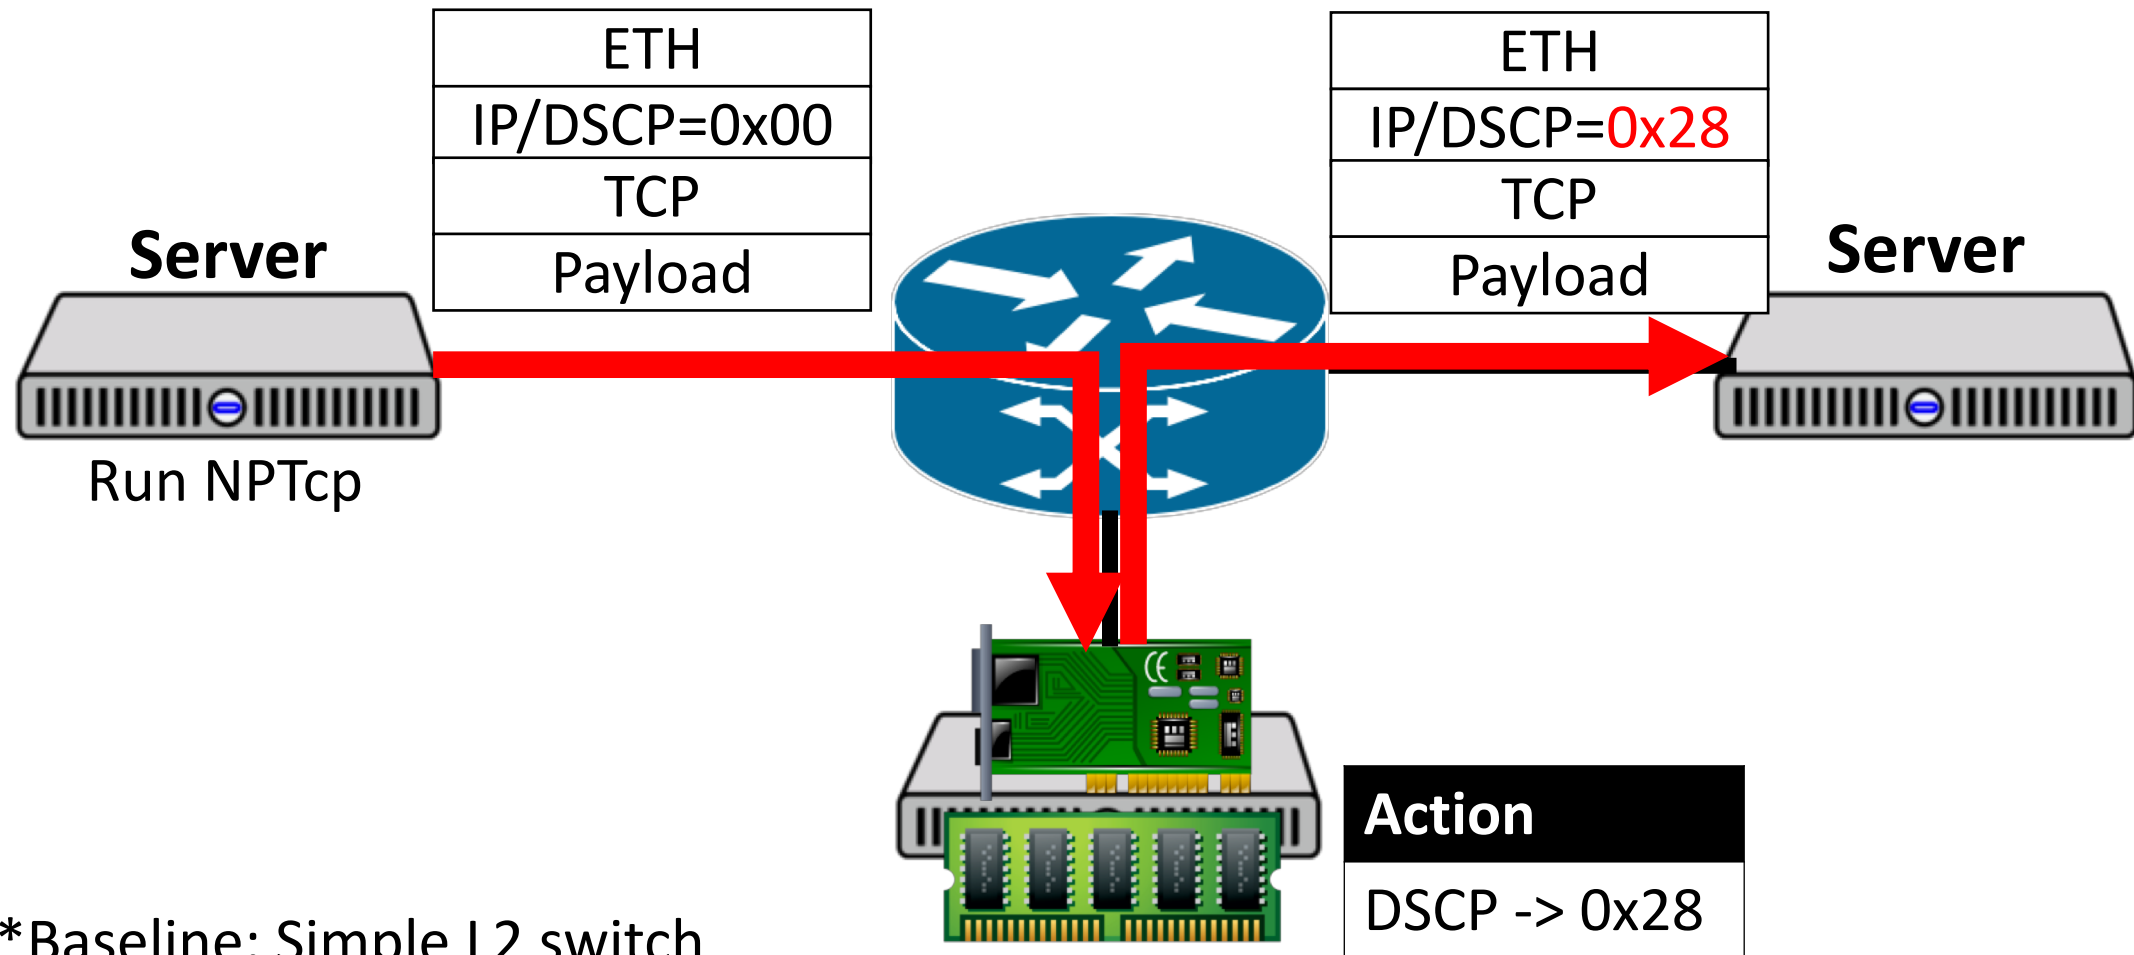 ETH
IP/DSCP=0x00
TCP
Payload
ETH
IP/DSCP=0x28
TCP
Payload
Server
Server
Run NPTcp
CE
Action
DSCP -> 0x28
*Baseline: Simple L2 switch